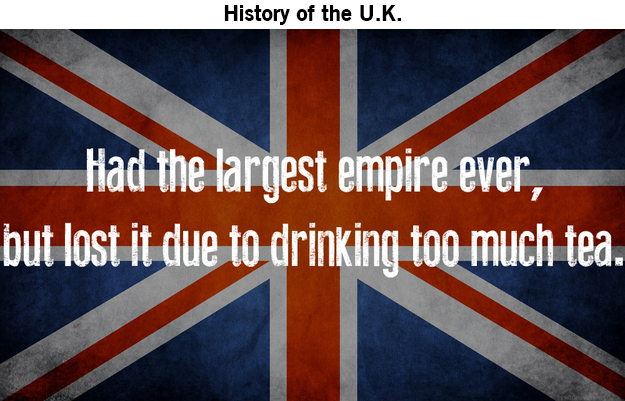 History of the U.K.
Had the largest empire ever,
but lost it due to drinking too much tea.